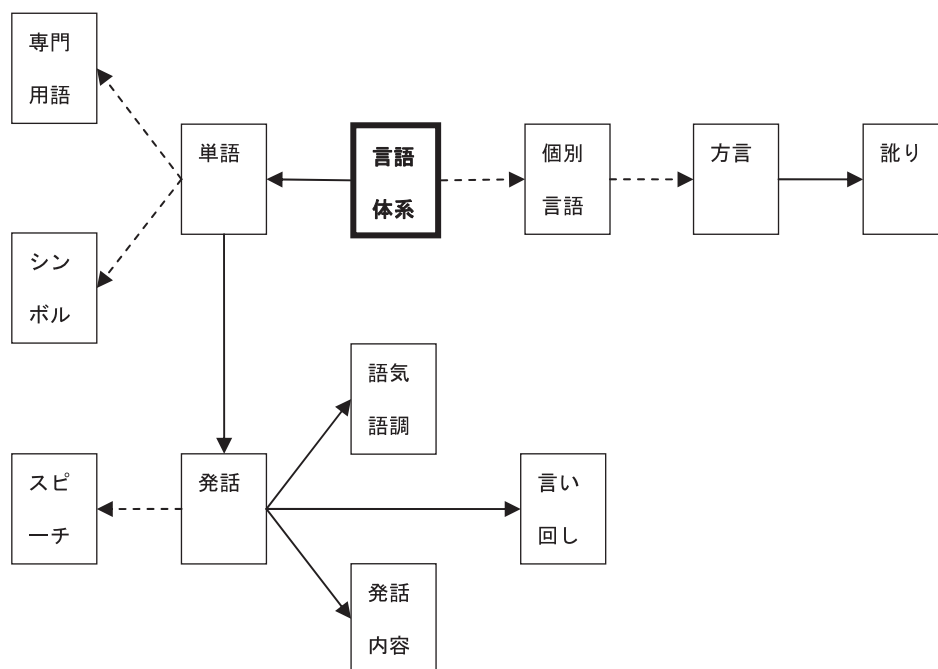 専門
用語
単語
言語
体系
個別
言語
方言
訛り
シン
ボル
語気
語調
スピ
ーチ
発話
言い
回し
発話
内容